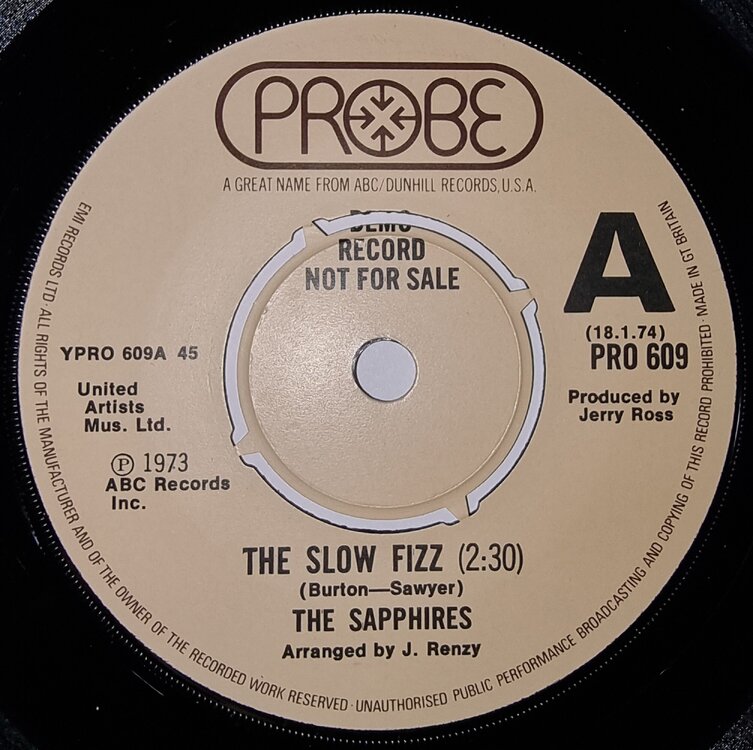 PROBE
A GREAT NAME FROM ABC/DUNHILL RECORDS, U.S.A.
DEMO
RECORD
NOT FOR SALE
A
(18.1.74)
PRO 609
YPRO 609A 45
United
Artists
Mus. Ltd.
Produced by
Jerry Ross
Ⓟ 1973
ABC Records
Inc.
THE SLOW FIZZ (2:30)
(Burton—Sawyer)
THE SAPPHIRES
Arranged by J. Renzy
EMI RECORDS LTD · ALL RIGHTS OF THE MANUFACTURER AND OF THE OWNER OF THE RECORDED WORK RESERVED · UNAUTHORISED PUBLIC PERFORMANCE BROADCASTING AND COPYING OF THIS RECORD PROHIBITED · MADE IN GT BRITAIN